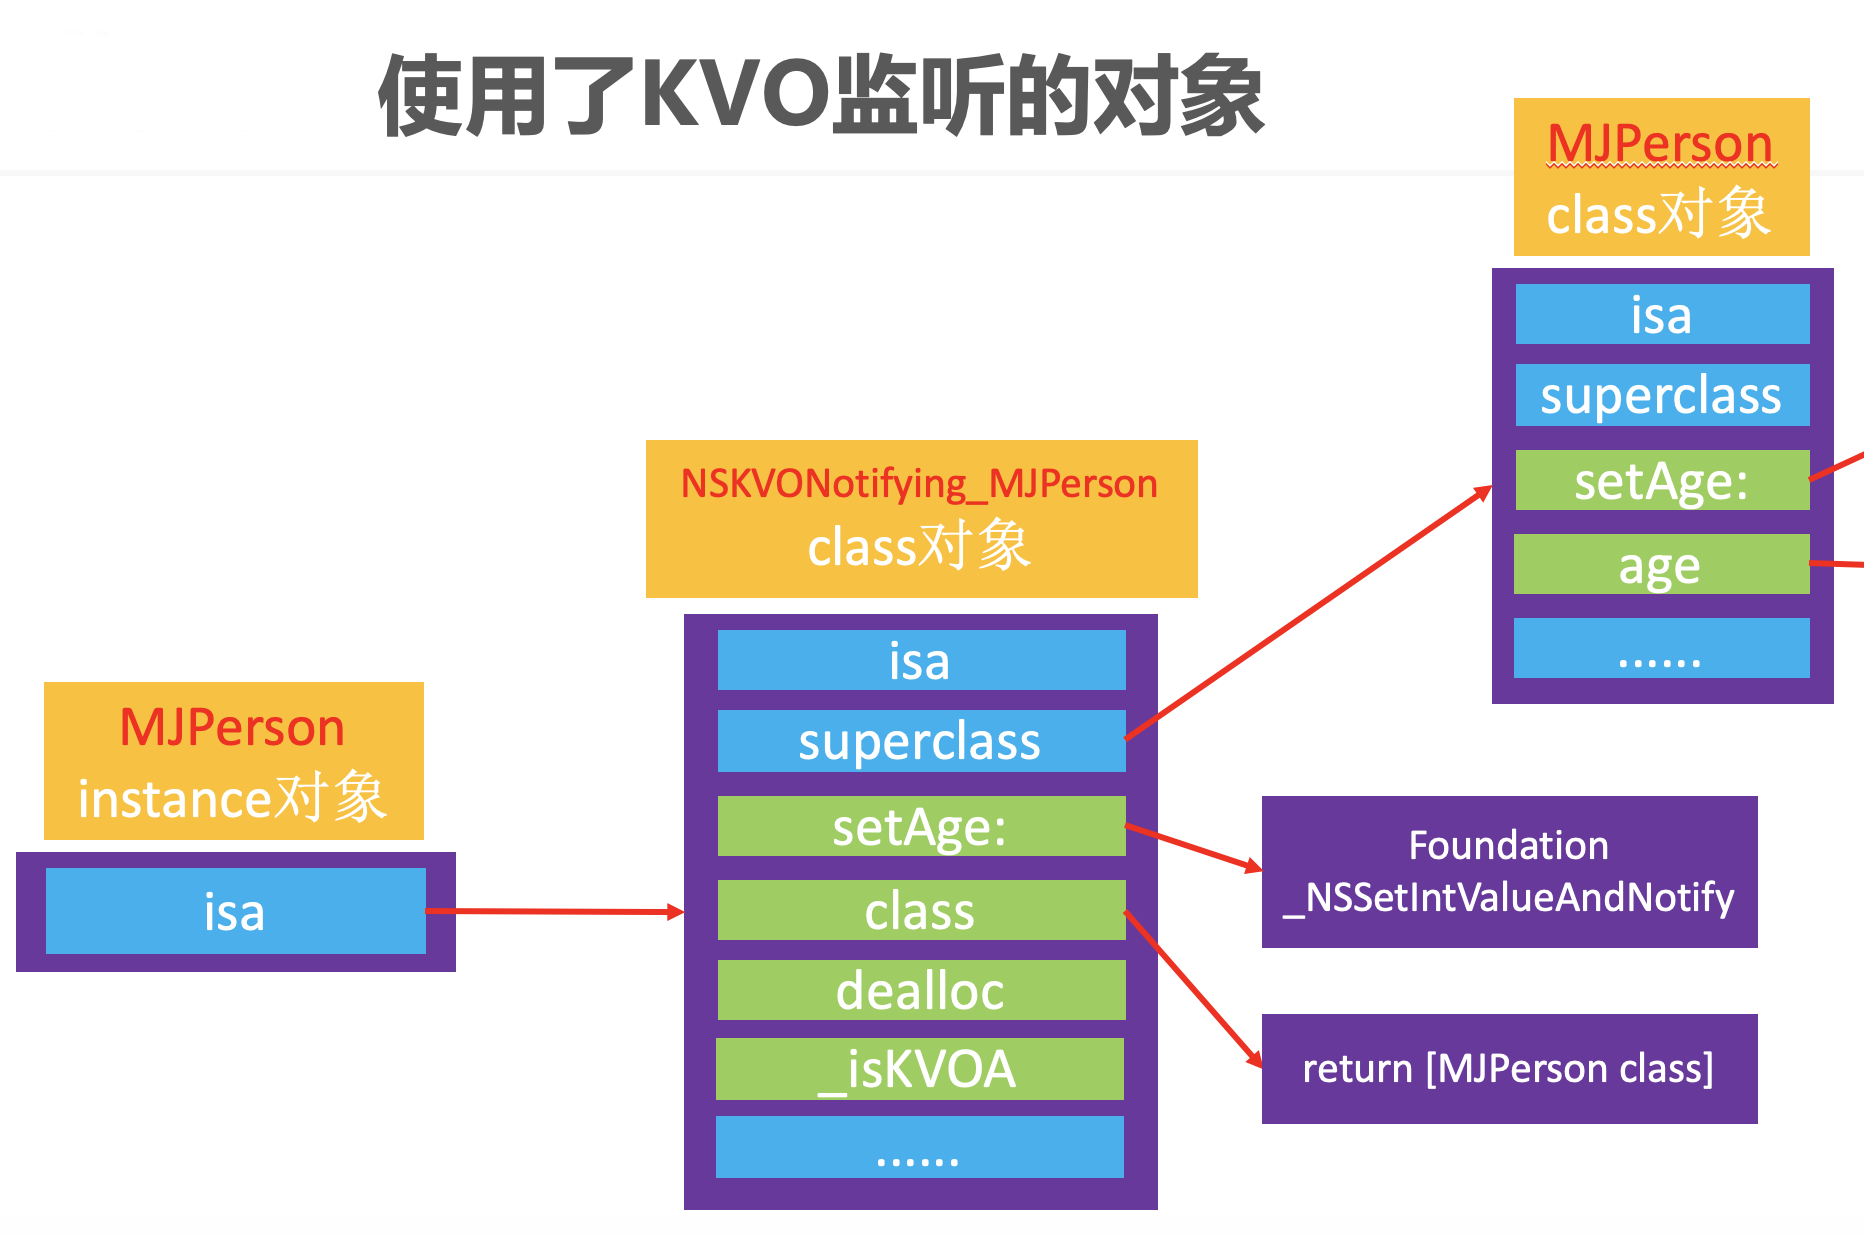 使用了KVO监听的对象
MJPerson
class对象
isa
superclass
setAge:
age
......
NSKVONotifying_MJPerson
class对象
isa
superclass
setAge:
class
dealloc
_isKVOA
......
MJPerson
instance对象
isa
Foundation
_NSSetIntValueAndNotify
return [MJPerson class]